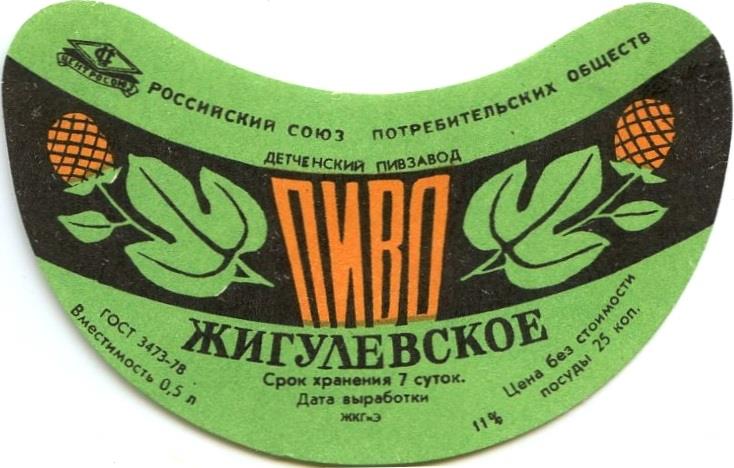 ЦЕНТРОСОЮЗ
РОССИЙСКИЙ СОЮЗ ПОТРЕБИТЕЛЬСКИХ ОБЩЕСТВ
ДЕТЧЕНСКИЙ ПИВЗАВОД
ПИВО
ЖИГУЛЕВСКОЕ
ГОСТ 3473-78
Вместимость 0,5 л
Срок хранения 7 суток.
Дата выработки
ЖКГиЭ
11%
Цена без стоимости
посуды 25 коп.